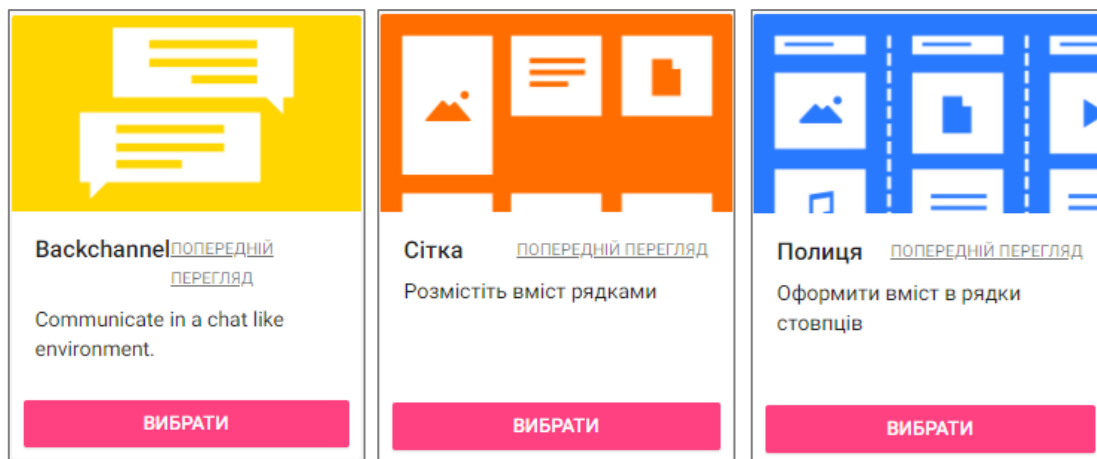 Backchannel ПОПЕРЕДНІЙ
ПЕРЕГЛЯД
Communicate in a chat like
environment.
ВИБРАТИ
Сітка ПОПЕРЕДНІЙ ПЕРЕГЛЯД
Розмістіть вміст рядками
ВИБРАТИ
Полиця ПОПЕРЕДНІЙ ПЕРЕГЛЯД
Оформити вміст в рядки
стовпців
ВИБРАТИ